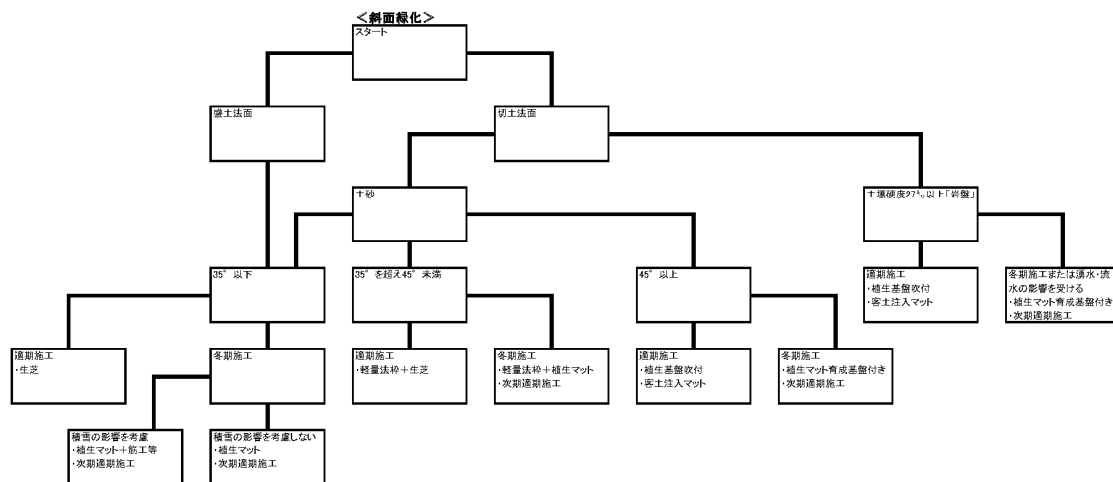 ＜斜面緑化＞
スタート
盛土法面
切土法面
土砂
土壌硬度27㎜以上「岩盤」
35°以下
35°を超え45°未満
45°以上
適期施工
・植生基盤吹付
・客土注入マット
冬期施工または湧水・流
水の影響を受ける
・植生マット育成基盤付き
・次期適期施工
適期施工
・生芝
冬期施工
適期施工
・軽量法枠＋生芝
冬期施工
・軽量法枠＋植生マット
・次期適期施工
適期施工
・植生基盤吹付
・客土注入マット
冬期施工
・植生マット育成基盤付き
・次期適期施工
積雪の影響を考慮
・植生マット＋筋工等
・次期適期施工
積雪の影響を考慮しない
・植生マット
・次期適期施工